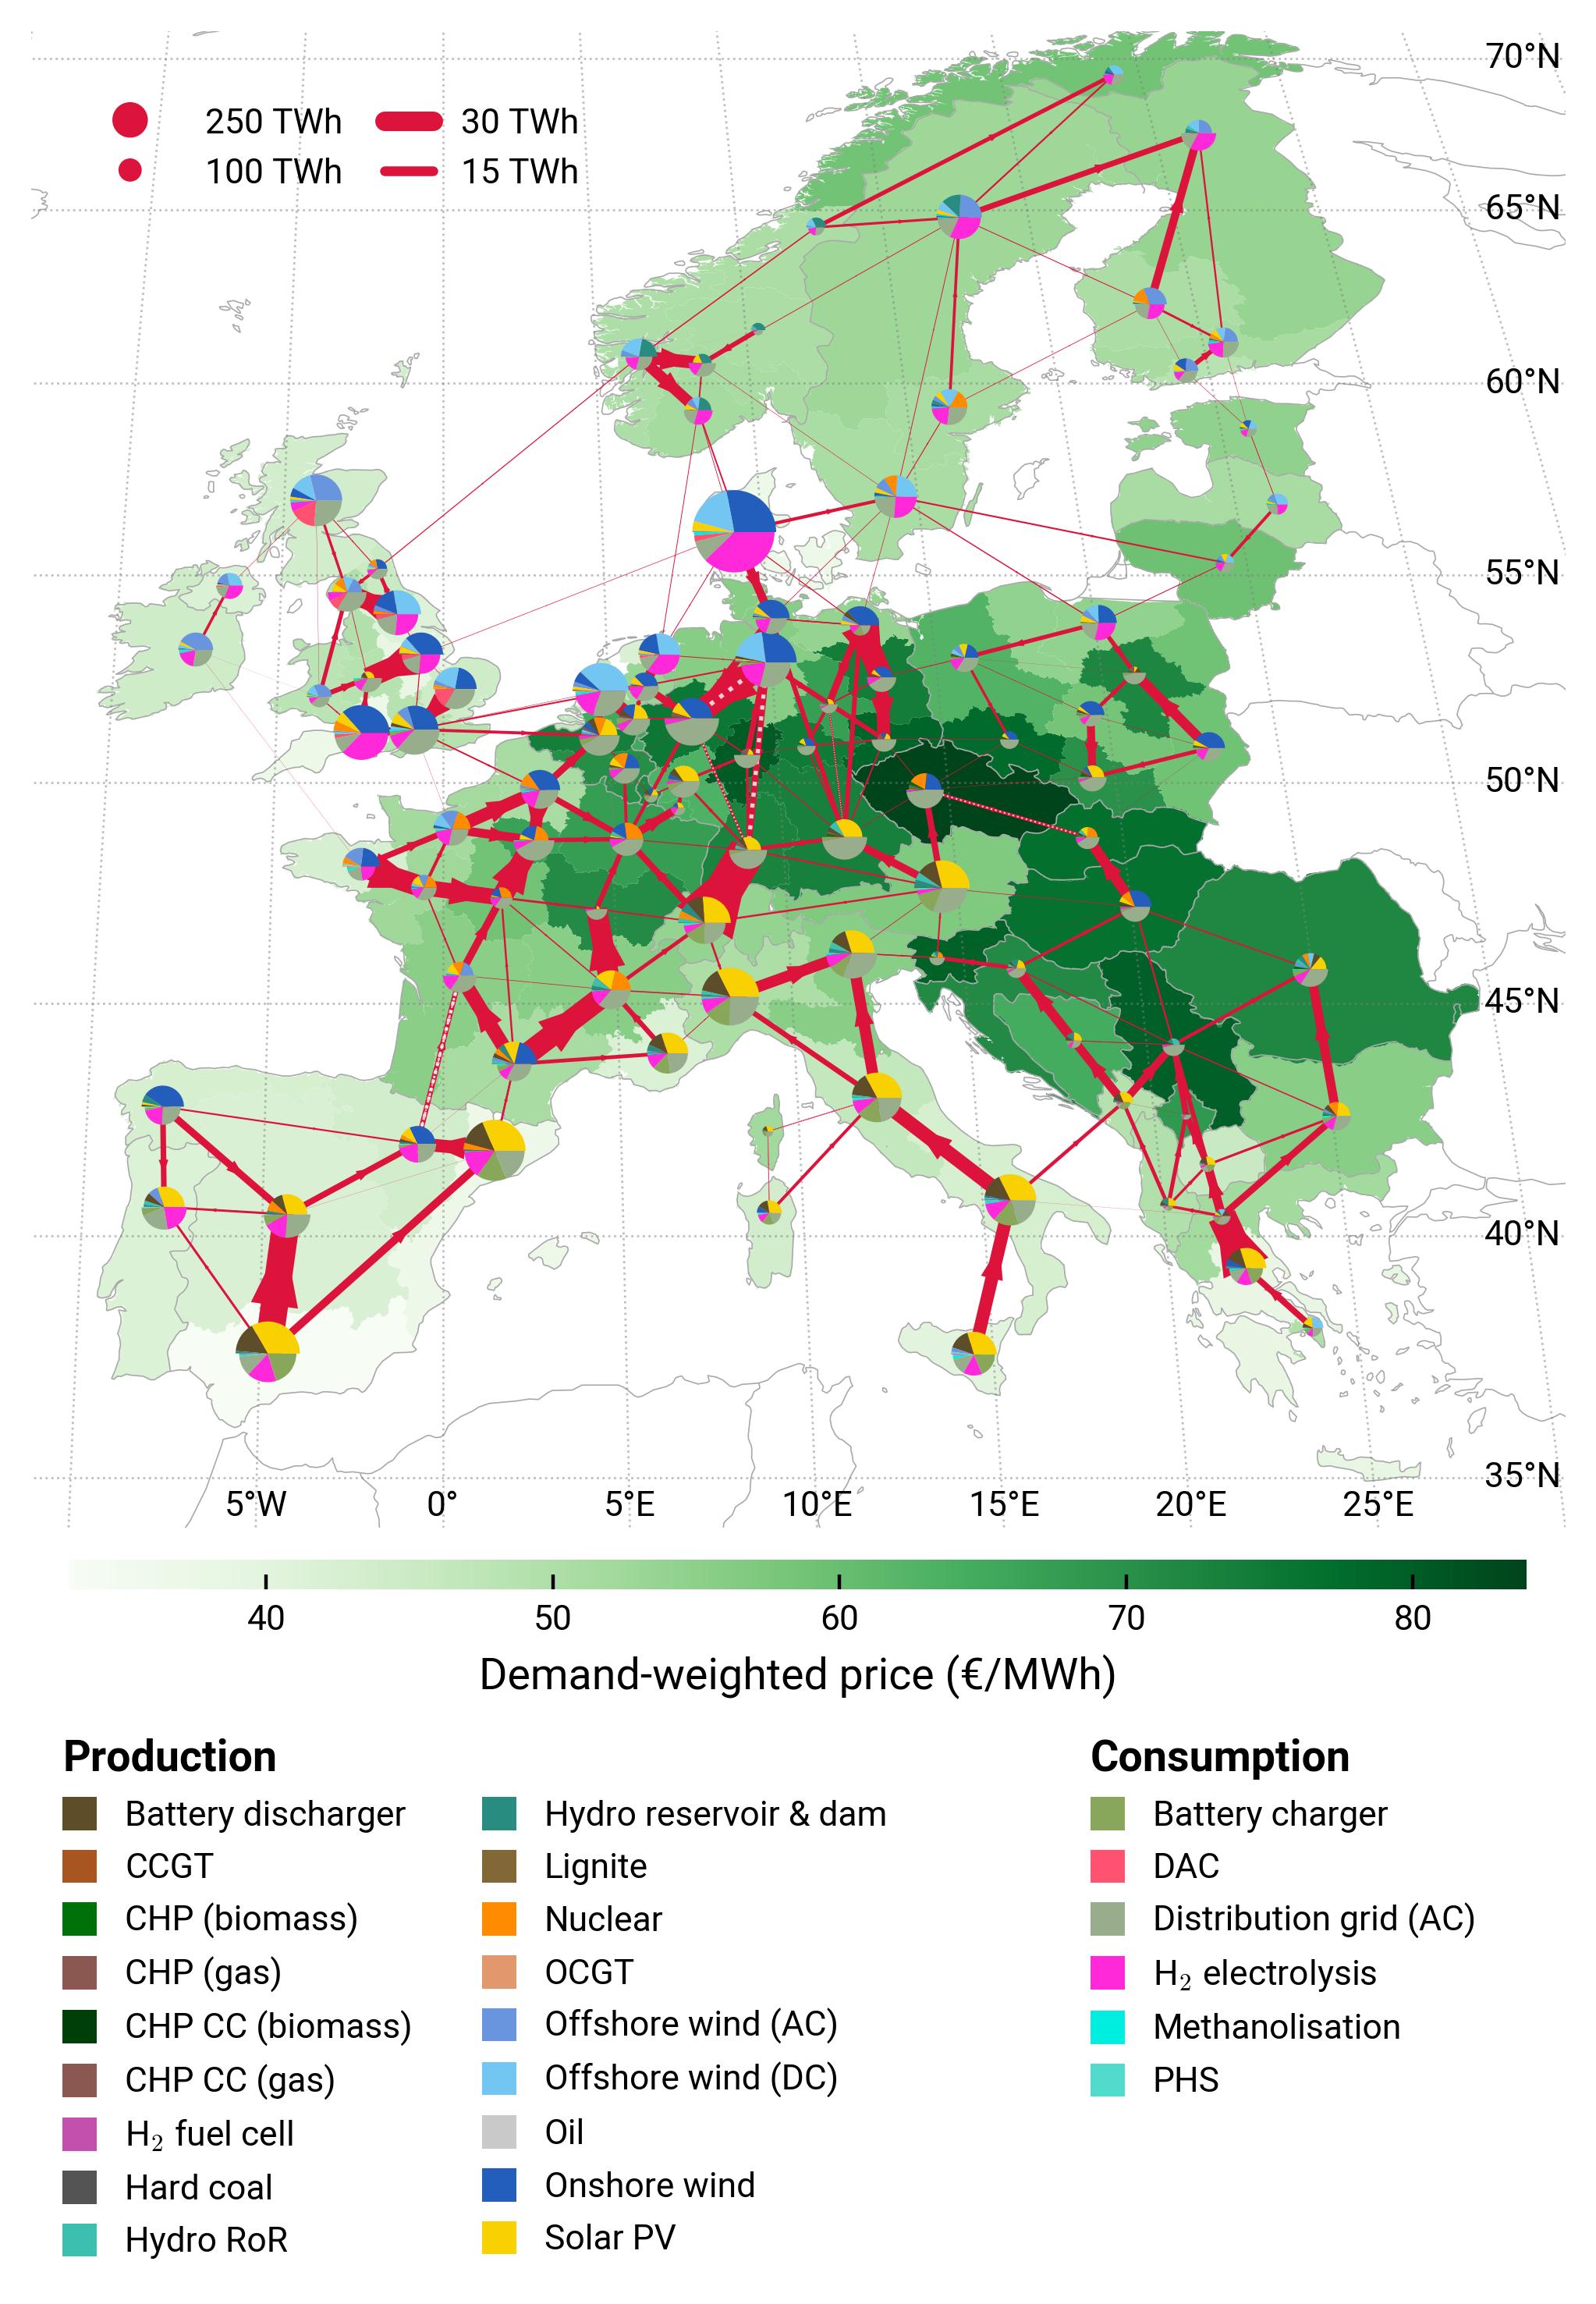 70°N
250 TWh 30 TWh
100 TWh 15 TWh
65°N
60°N
55°N
50°N
45°N
40°N
35°N
5°W 0° 5°E 10°E 15°E 20°E 25°E
40 50 60 70 80
Demand-weighted price (€/MWh)
Production
Battery discharger
CCGT
CHP (biomass)
CHP (gas)
CHP CC (biomass)
CHP CC (gas)
H₂ fuel cell
Hard coal
Hydro RoR
Hydro reservoir & dam
Lignite
Nuclear
OCGT
Offshore wind (AC)
Offshore wind (DC)
Oil
Onshore wind
Solar PV
Consumption
Battery charger
DAC
Distribution grid (AC)
H₂ electrolysis
Methanolisation
PHS